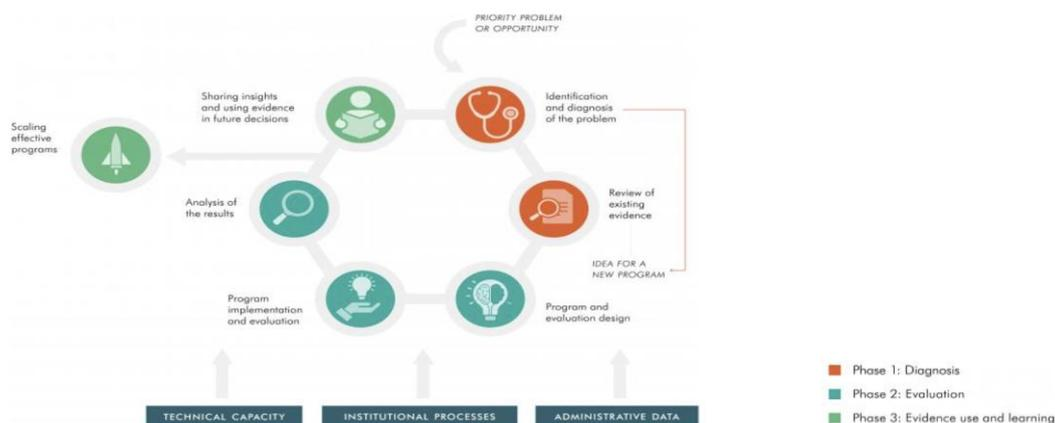 PRIORITY PROBLEM
OR OPPORTUNITY
Sharing insights
and using evidence
in future decisions
Identification
and diagnosis
of the problem
Scaling
effective
programs
Analysis of
the results
Review of
existing
evidence
IDEA FOR A
NEW PROGRAM
Program
implementation
and evaluation
Program and
evaluation design
TECHNICAL CAPACITY
INSTITUTIONAL PROCESSES
ADMINISTRATIVE DATA
Phase 1: Diagnosis
Phase 2: Evaluation
Phase 3: Evidence use and learning